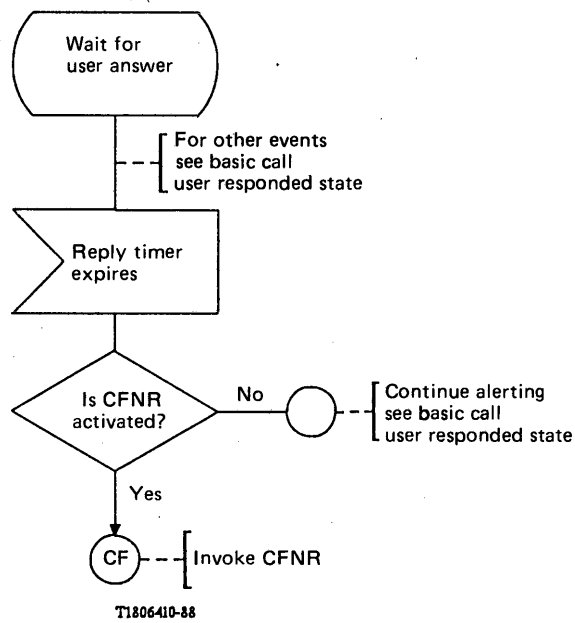 Wait for
user answer
For other events
see basic call
user responded state
Reply timer
expires
Is CFNR
activated?
No
Continue alerting
see basic call
user responded state
Yes
CF
Invoke CFNR
T1806410-88